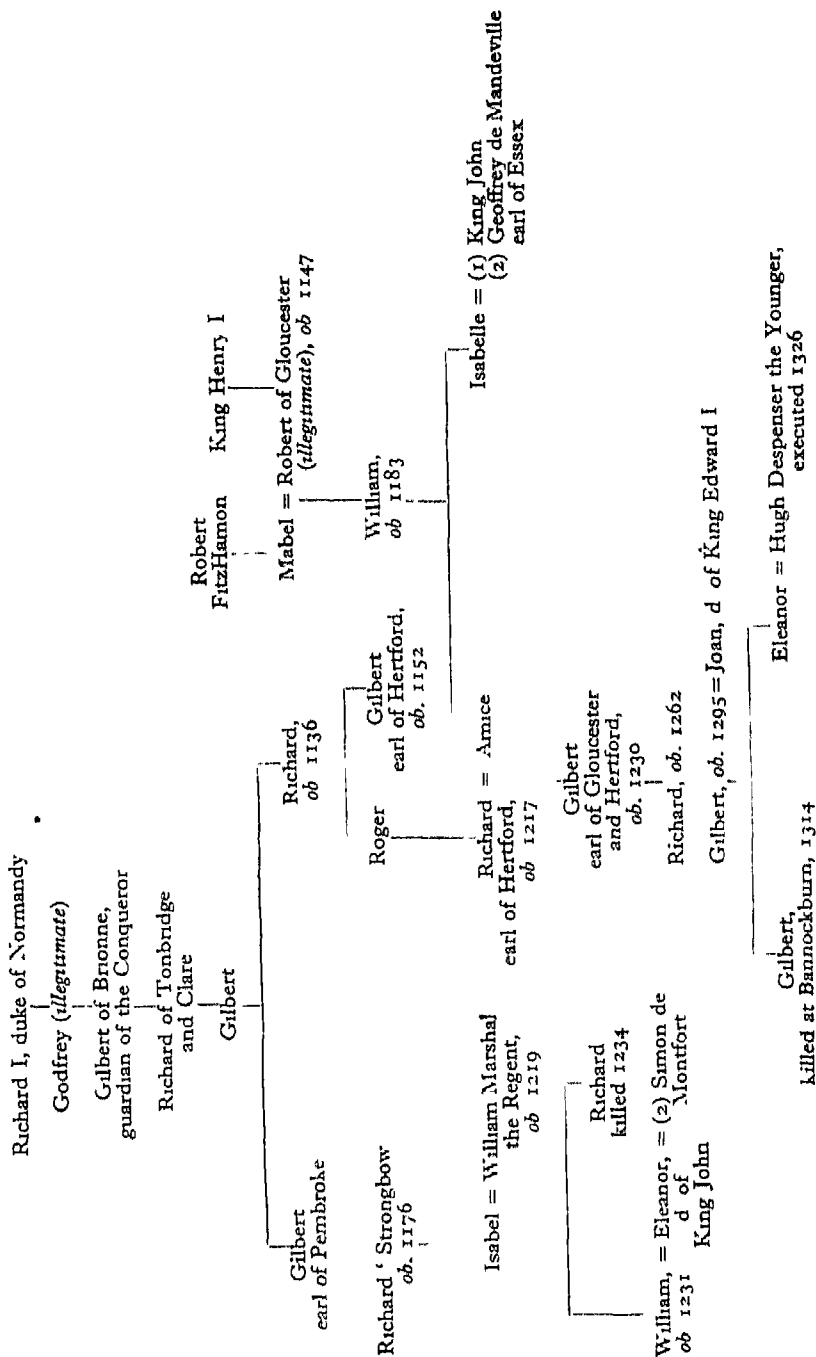 Richard I, duke of Normandy
Godfrey (illegitimate)
Gilbert of Brionne,
guardian of the Conqueror
Richard of Tonbridge
and Clare
Gilbert
Robert
FitzHamon
King Henry I
Mabel = Robert of Gloucester
(illegitimate), ob 1147
Gilbert
earl of Pembroke
Richard,
ob 1136
William,
ob 1183
Richard ' Strongbow
ob. 1176
Roger
Gilbert
earl of Hertford,
ob. 1152
Isabel = William Marshal
the Regent,
ob 1219
Richard = Amice
earl of Hertford,
ob 1217
Isabelle = (1) King John
(2) Geoffrey de Mandeville
earl of Essex
Richard
killed 1234
Gilbert
earl of Gloucester
and Hertford,
ob. 1230
William, = Eleanor, = (2) Simon de
ob 1231 d of Montfort
King John
Richard, ob. 1262
Gilbert, ob. 1295 = Joan, d of King Edward I
Gilbert,
killed at Bannockburn, 1314
Eleanor = Hugh Despenser the Younger,
executed 1326